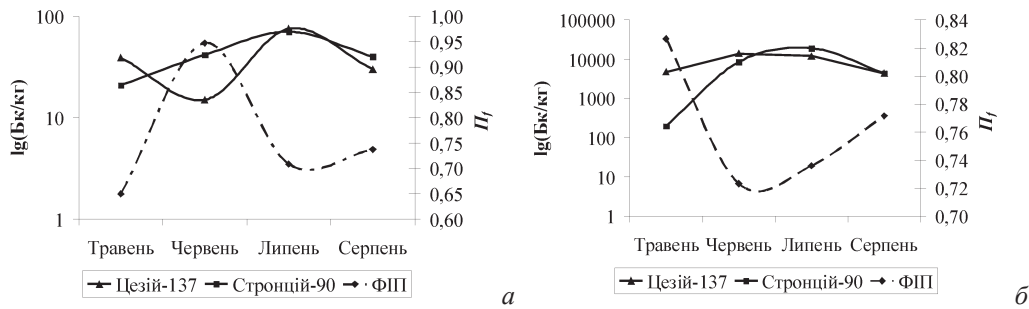 100
10
1
lg(Бк/кг)
1,00
0,95
0,90
0,85
0,80
0,75
0,70
0,65
0,60
Пf
Травень Червень Липень Серпень
Цезій-137 Стронцій-90 ФІП
а
100000
10000
1000
100
10
1
lg(Бк/кг)
0,84
0,82
0,80
0,78
0,76
0,74
0,72
0,70
Пf
Травень Червень Липень Серпень
Цезій-137 Стронцій-90 ФІП
б